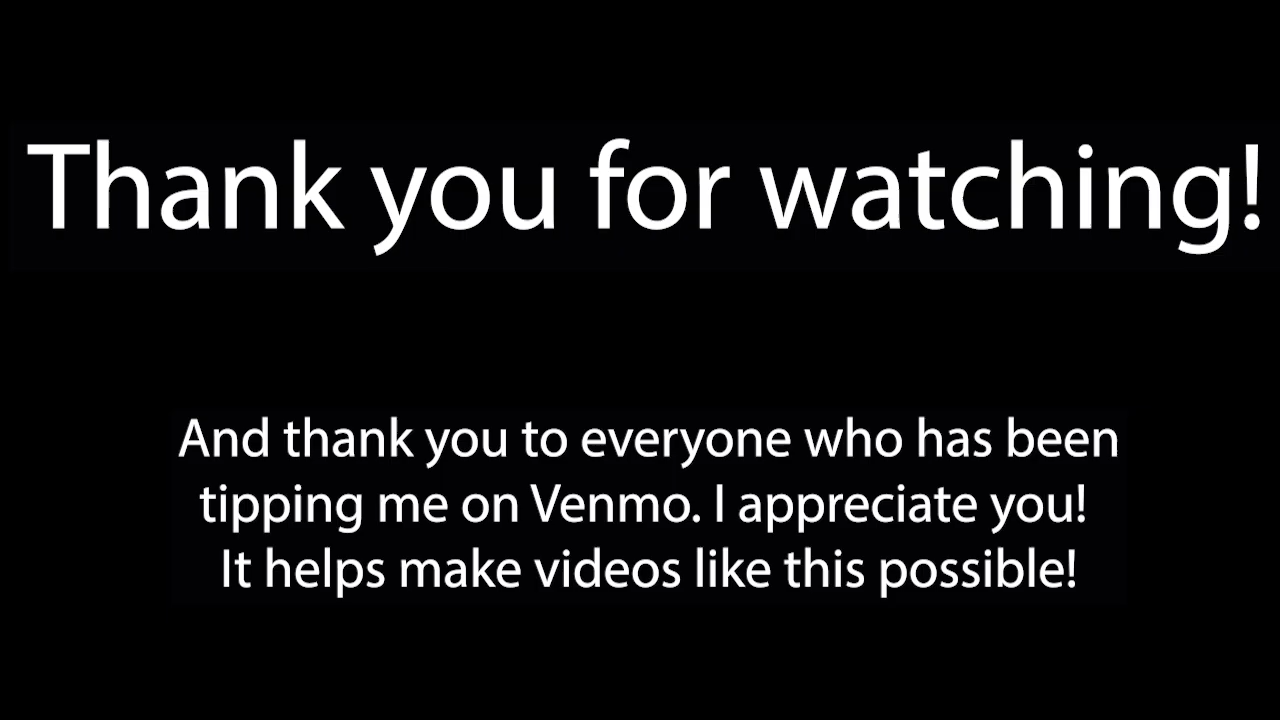 Thank you for watching!
And thank you to everyone who has been
tipping me on Venmo. I appreciate you!
It helps make videos like this possible!